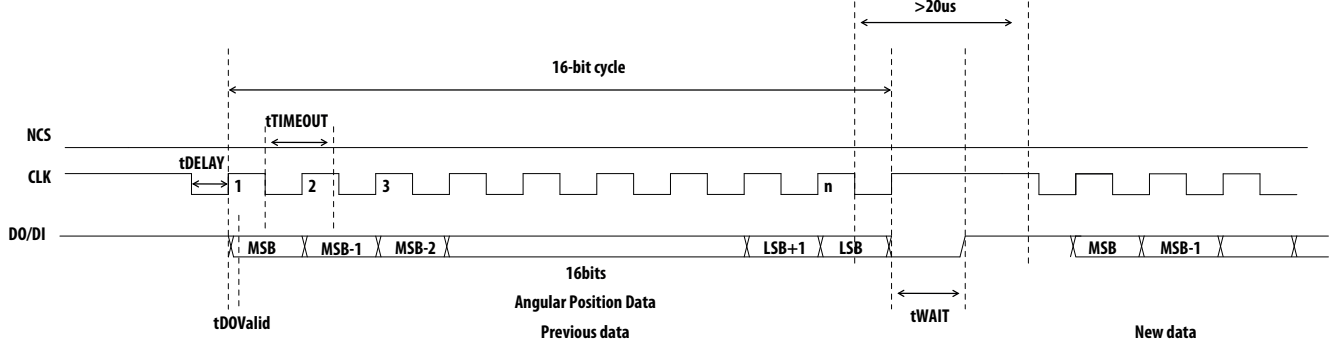 >20us
16-bit cycle
tTIMEOUT
NCS
tDELAY
CLK
1
2
3
n
DO/DI
MSB
MSB-1
MSB-2
LSB+1
LSB
MSB
MSB-1
16bits
Angular Position Data
tDOValid
Previous data
tWAIT
New data